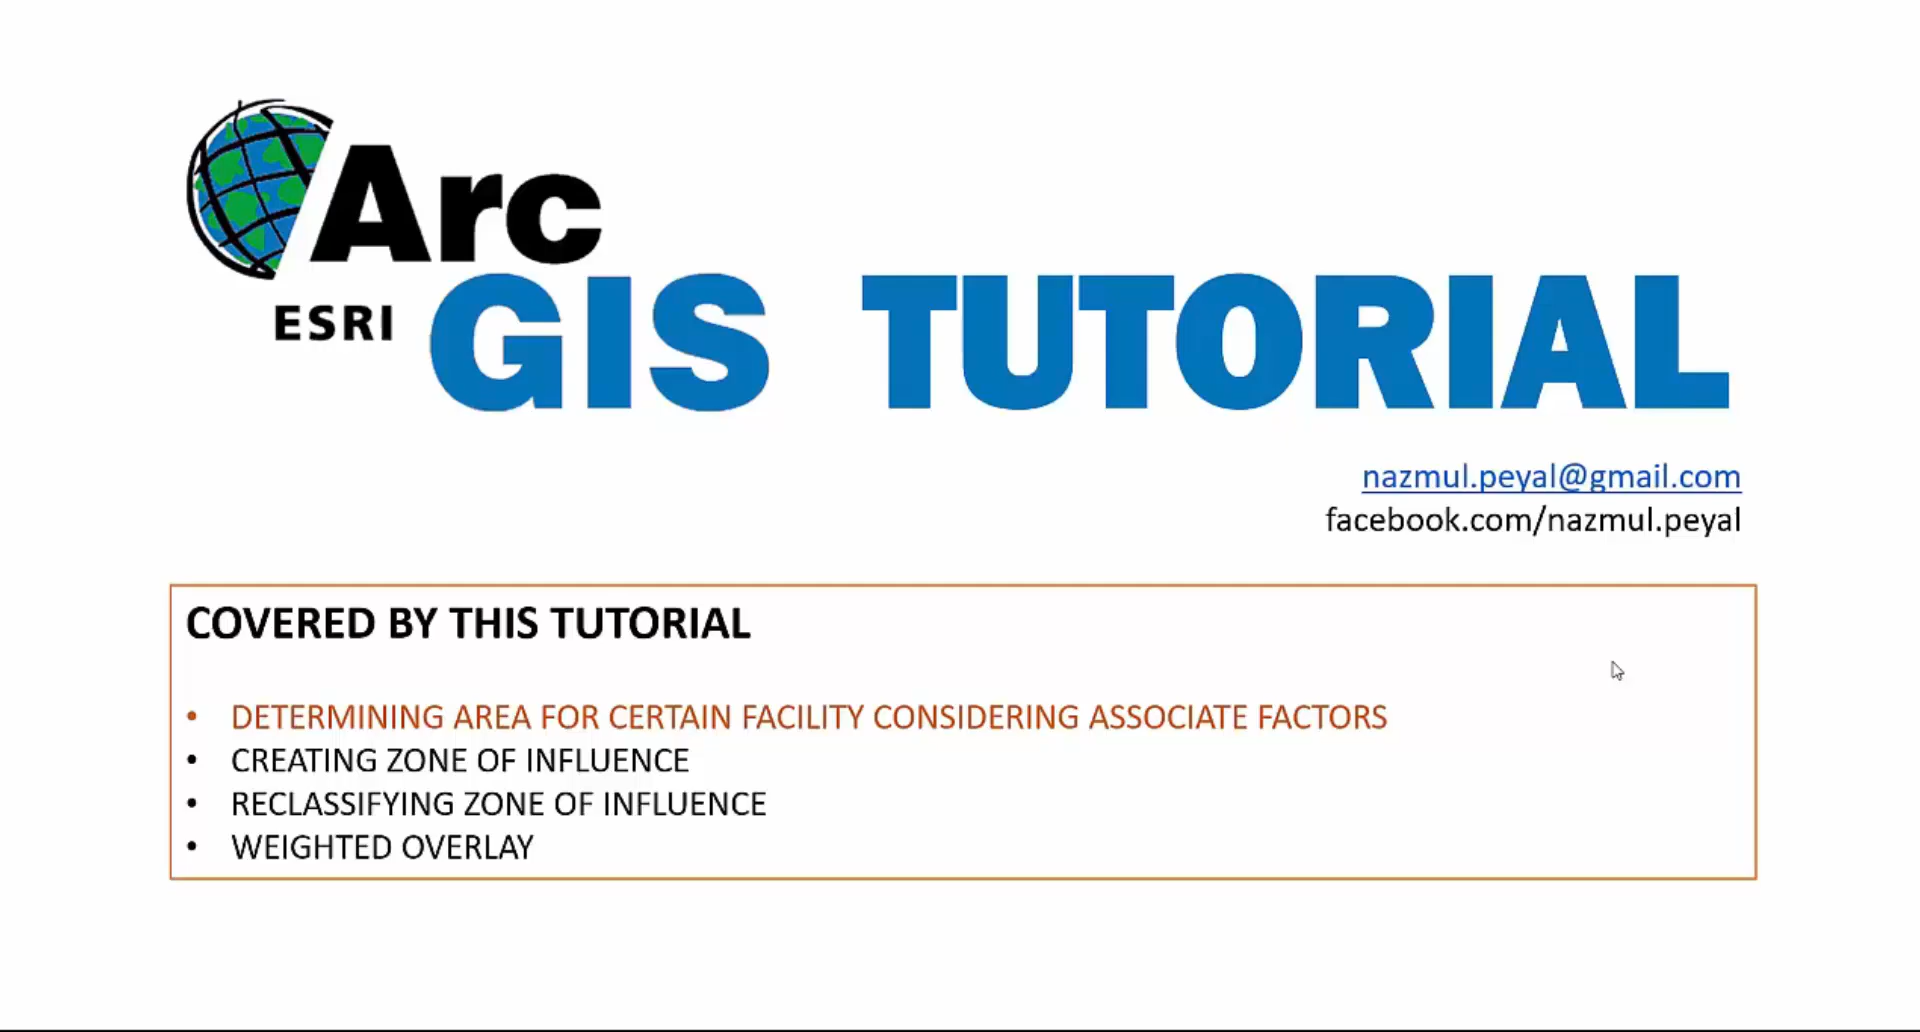 Arc
ESRI GIS TUTORIAL
nazmul.peyal@gmail.com
facebook.com/nazmul.peyal
COVERED BY THIS TUTORIAL
• DETERMINING AREA FOR CERTAIN FACILITY CONSIDERING ASSOCIATE FACTORS
• CREATING ZONE OF INFLUENCE
• RECLASSIFYING ZONE OF INFLUENCE
• WEIGHTED OVERLAY